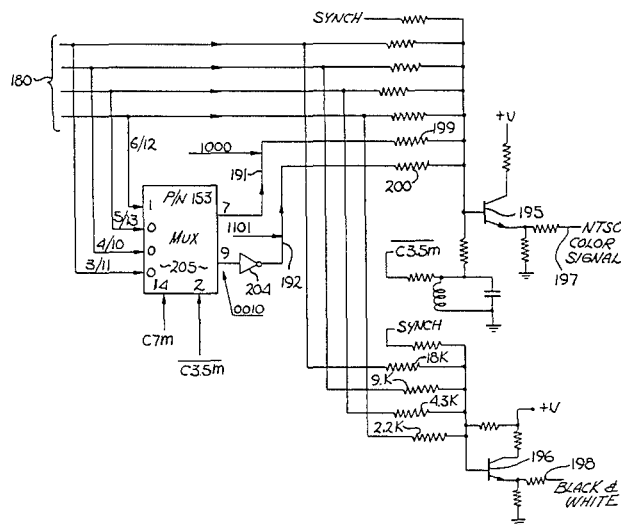 SYNCH
180
6/12
1000
191
199
+V
200
195
P/N 153
1
7
5/13
0
MUX
1101
4/10
0
9
192
3/11
0
~205~
204
14
2
0010
C7m
C3.5m
C3.5m
NTSC
COLOR
SIGNAL
197
SYNCH
18K
9.K
4.3K
2.2K
+V
196
198
BLACK &
WHITE